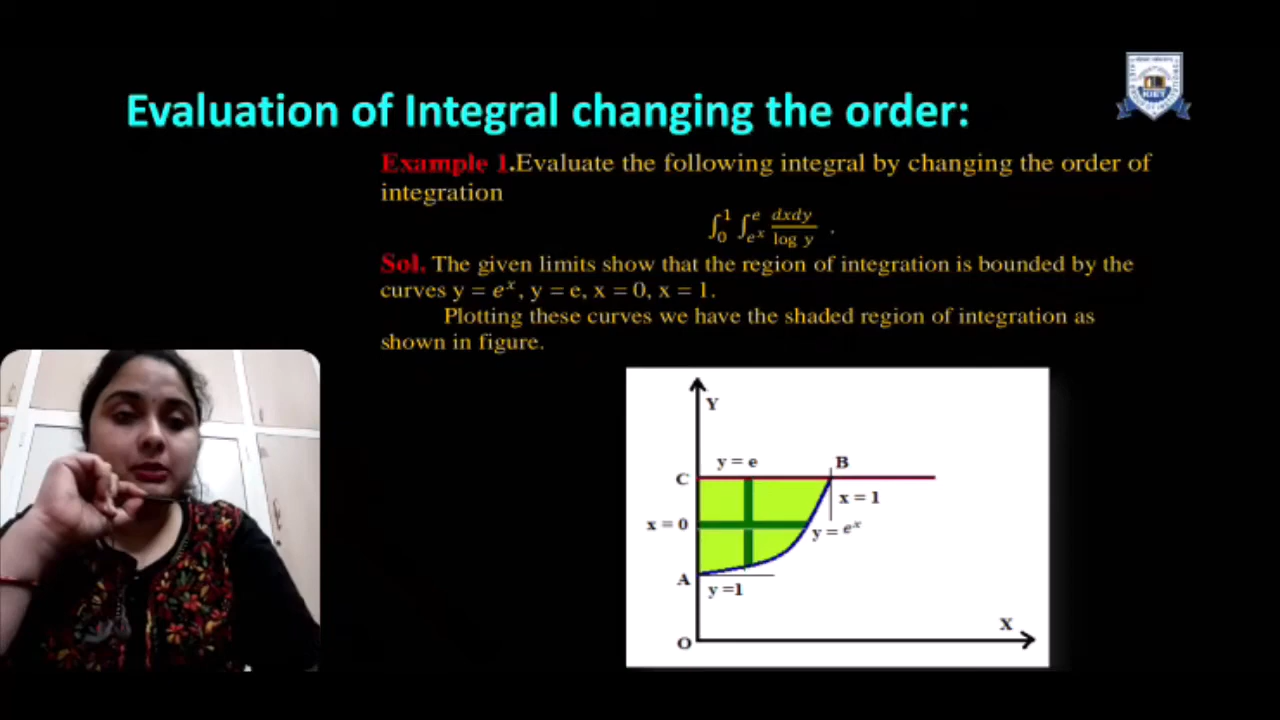 Evaluation of Integral changing the order:
Example 1.Evaluate the following integral by changing the order of
integration
∫₀¹ ∫ₑˣᵉ dxdy/log y .
Sol. The given limits show that the region of integration is bounded by the
curves y = eˣ, y = e, x = 0, x = 1.
Plotting these curves we have the shaded region of integration as
shown in figure.
Y
y = e
B
C
x = 1
x = 0
y = eˣ
A
y =1
X
O
KIET